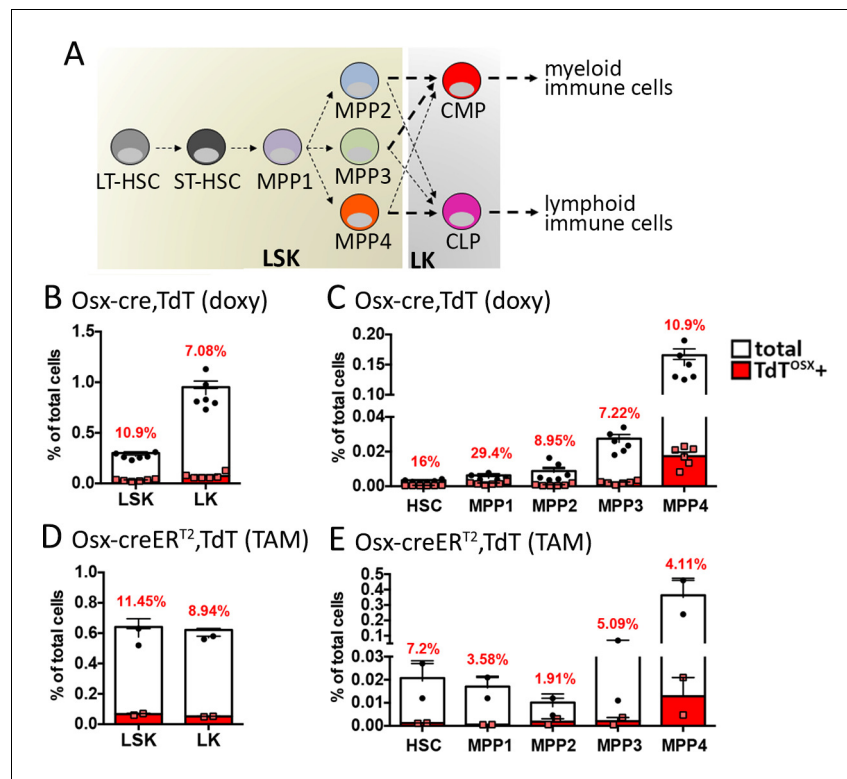 A
MPP2
CMP
myeloid
immune cells
LT-HSC
ST-HSC
MPP1
MPP3
MPP4
CLP
lymphoid
immune cells
LSK
LK
B Osx-cre,TdT (doxy)
% of total cells
1.5
1.0
0.5
0.0
10.9%
7.08%
LSK
LK
C Osx-cre,TdT (doxy)
% of total cells
0.20
0.15
0.10
0.04
0.02
0.00
16%
29.4%
8.95%
7.22%
10.9%
HSC
MPP1
MPP2
MPP3
MPP4
total
TdTᴼˢˣ+
D Osx-creERᵀ²,TdT (TAM)
% of total cells
1.0
0.8
0.6
0.4
0.2
0.0
11.45%
8.94%
LSK
LK
E Osx-creERᵀ²,TdT (TAM)
% of total cells
0.5
0.4
0.3
0.2
0.1
0.03
0.02
0.01
0.000
7.2%
3.58%
1.91%
5.09%
4.11%
HSC
MPP1
MPP2
MPP3
MPP4